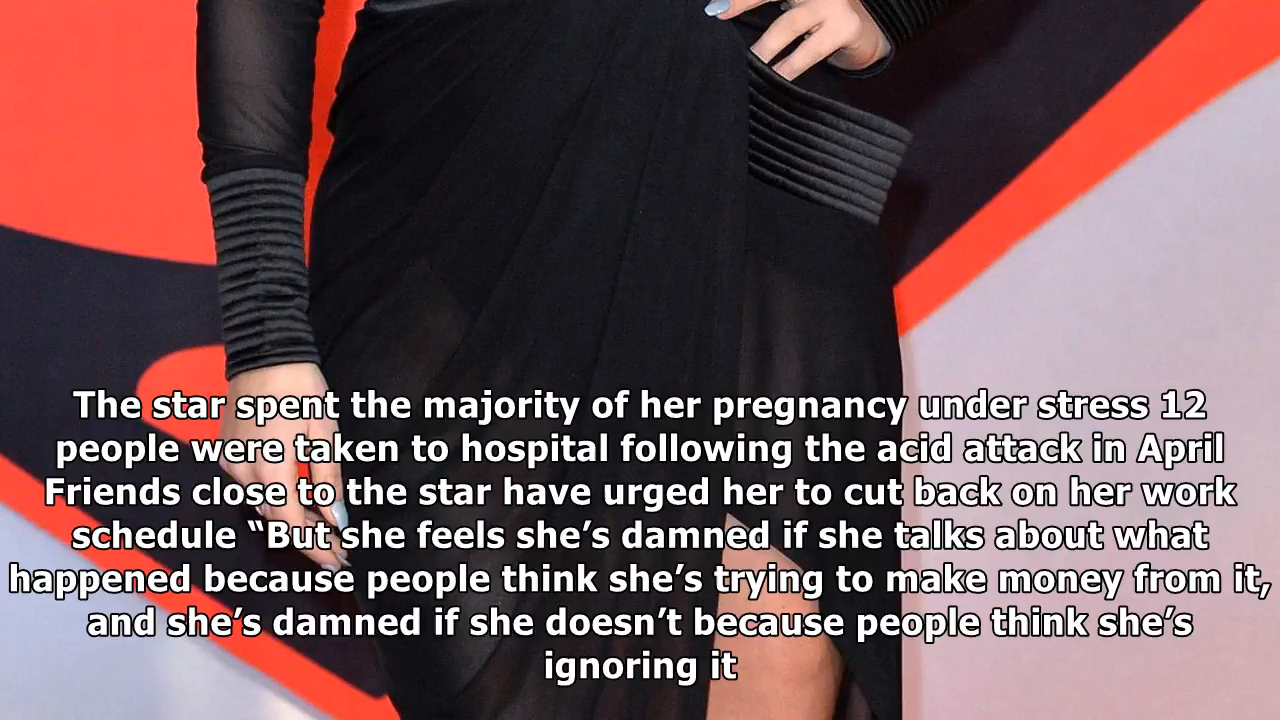 The star spent the majority of her pregnancy under stress 12
people were taken to hospital following the acid attack in April
Friends close to the star have urged her to cut back on her work
schedule “But she feels she’s damned if she talks about what
happened because people think she’s trying to make money from it,
and she’s damned if she doesn’t because people think she’s
ignoring it